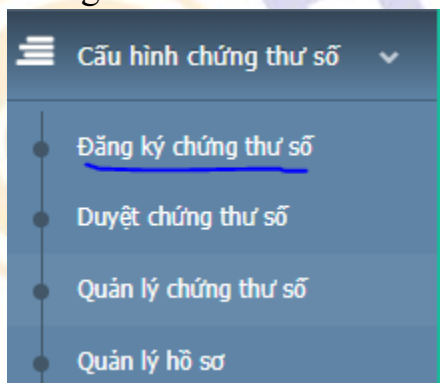 Cấu hình chứng thư số
Đăng ký chứng thư số
Duyệt chứng thư số
Quản lý chứng thư số
Quản lý hồ sơ